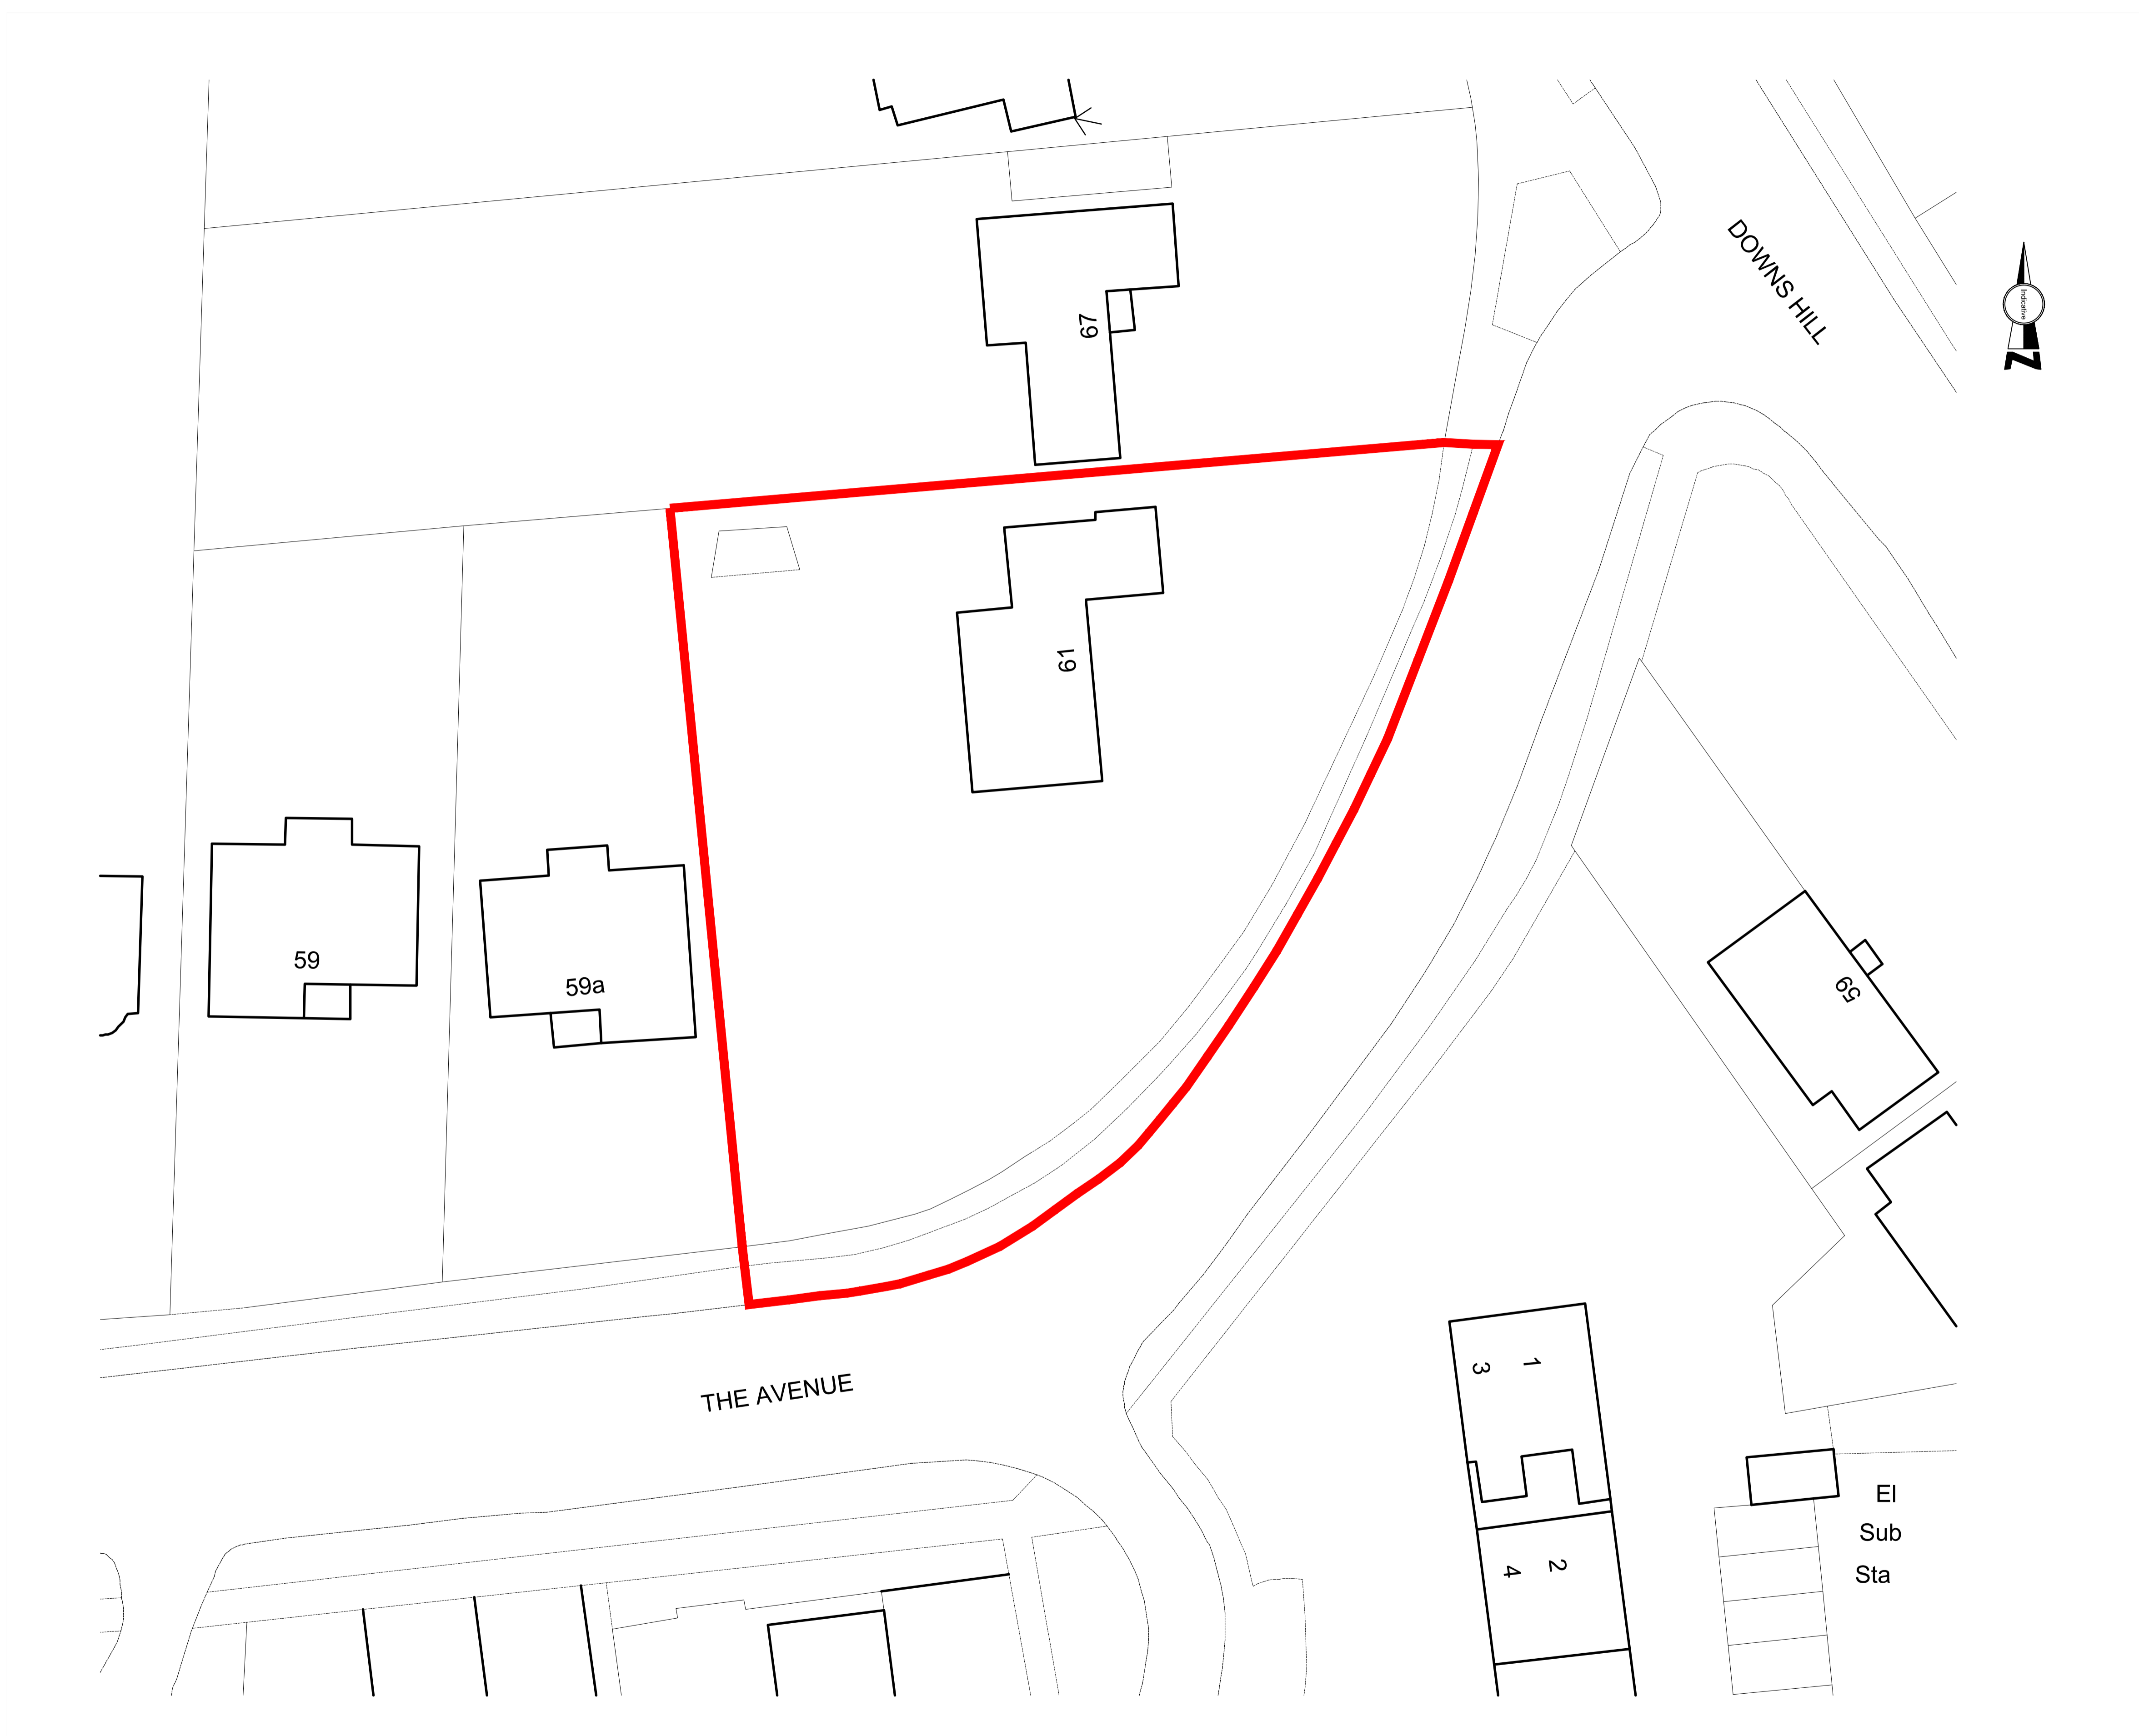 67
DOWNS HILL
Indicative
N
61
59
59a
59
THE AVENUE
3
1
4
2
El
Sub
Sta